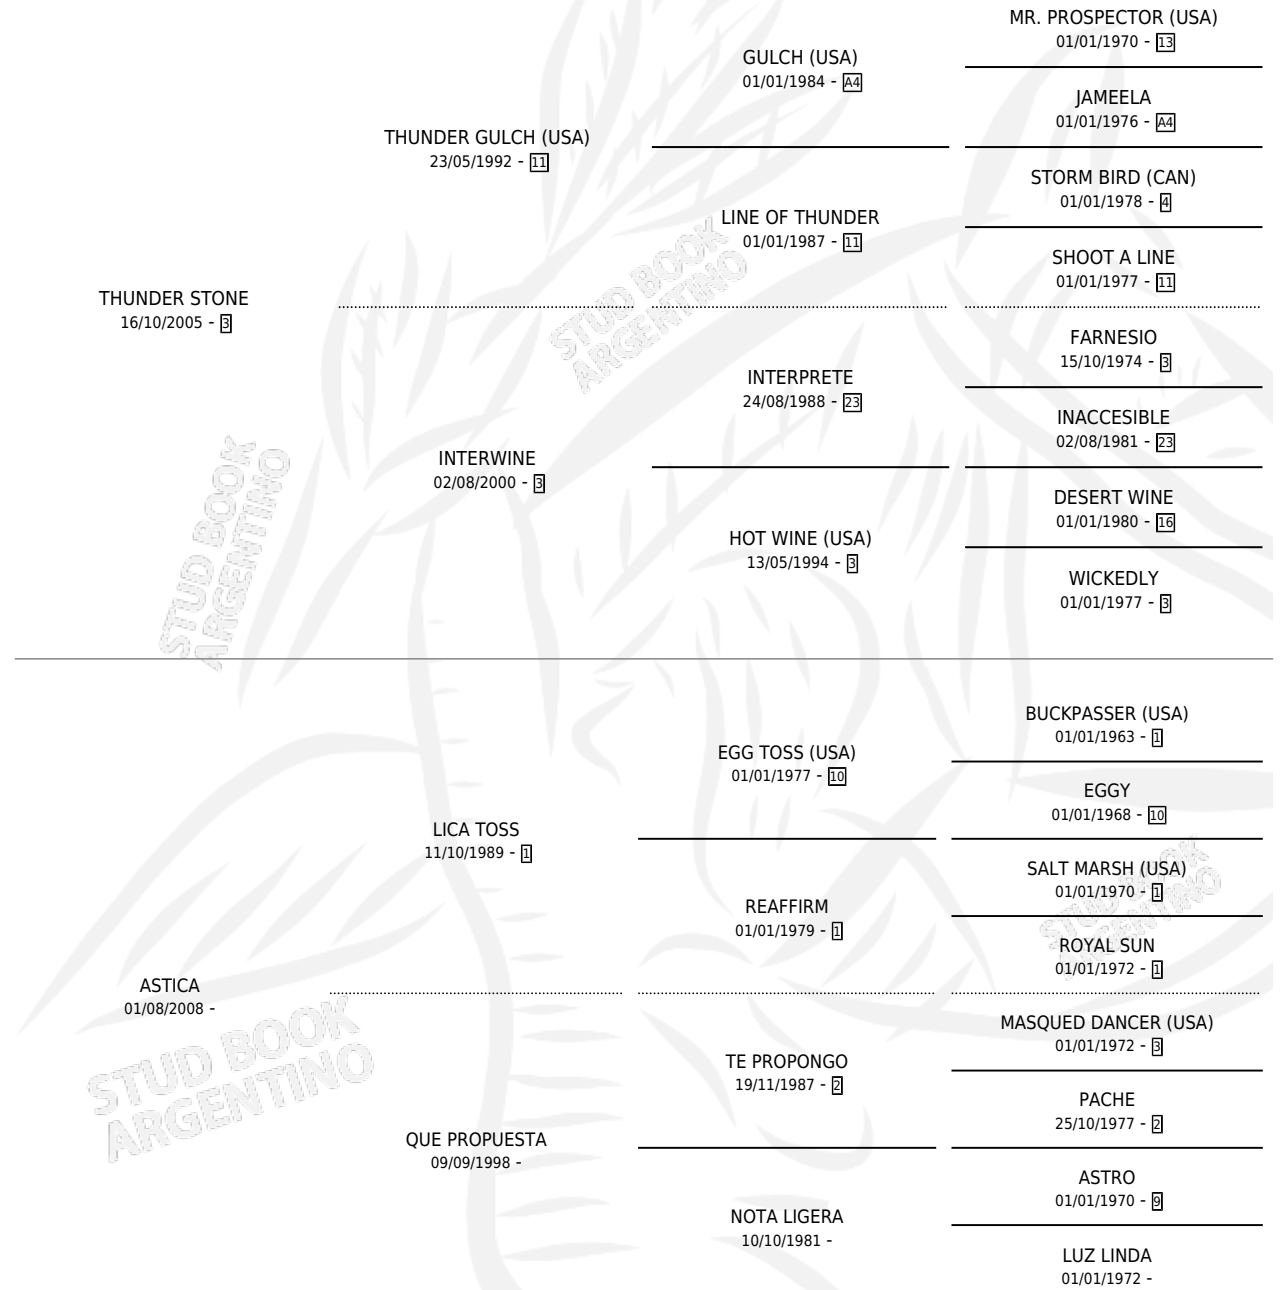 MR. PROSPECTOR (USA)
01/01/1970 - 13
GULCH (USA)
01/01/1984 - A4
JAMEELA
01/01/1976 - A4
THUNDER GULCH (USA)
23/05/1992 - 11
STORM BIRD (CAN)
01/01/1978 - 4
LINE OF THUNDER
01/01/1987 - 11
SHOOT A LINE
01/01/1977 - 11
THUNDER STONE
16/10/2005 - 3
FARNESIO
15/10/1974 - 3
INTERPRETE
24/08/1988 - 23
INACCESIBLE
02/08/1981 - 23
INTERWINE
02/08/2000 - 3
DESERT WINE
01/01/1980 - 16
HOT WINE (USA)
13/05/1994 - 3
WICKEDLY
01/01/1977 - 3
STUD BOOK
ARGENTINO
STUD BOOK
ARGENTINO
BUCKPASSER (USA)
01/01/1963 - 1
EGG TOSS (USA)
01/01/1977 - 10
EGGY
01/01/1968 - 10
LICA TOSS
11/10/1989 - 1
SALT MARSH (USA)
01/01/1970 - 1
REAFFIRM
01/01/1979 - 1
ROYAL SUN
01/01/1972 - 1
ASTICA
01/08/2008 -
MASQUED DANCER (USA)
01/01/1972 - 3
TE PROPONGO
19/11/1987 - 2
PACHE
25/10/1977 - 2
QUE PROPUESTA
09/09/1998 -
ASTRO
01/01/1970 - 9
NOTA LIGERA
10/10/1981 -
LUZ LINDA
01/01/1972 -
STUD BOOK
ARGENTINO
STUD BOOK
ARGENTINO